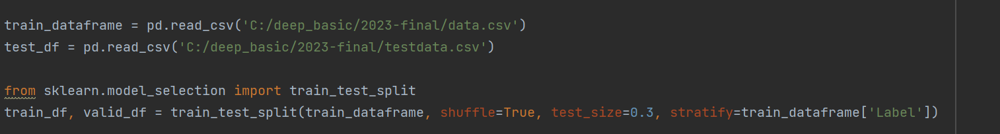 train_dataframe = pd.read_csv('C:/deep_basic/2023-final/data.csv')
test_df = pd.read_csv('C:/deep_basic/2023-final/testdata.csv')
from sklearn.model_selection import train_test_split
train_df, valid_df = train_test_split(train_dataframe, shuffle=True, test_size=0.3, stratify=train_dataframe['Label'])